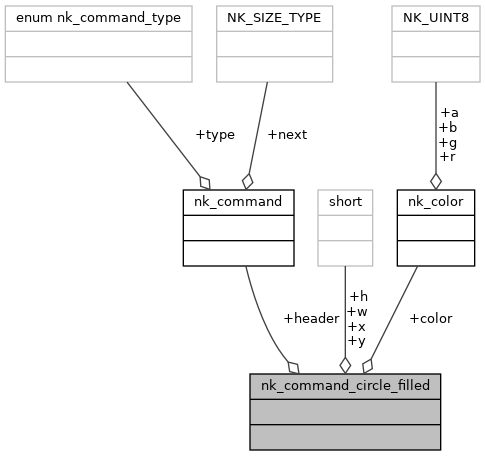 enum nk_command_type
NK_SIZE_TYPE
NK_UINT8
+type
+next
+a
+b
+g
+r
nk_command
short
nk_color
+header
+h
+w
+x
+y
+color
nk_command_circle_filled